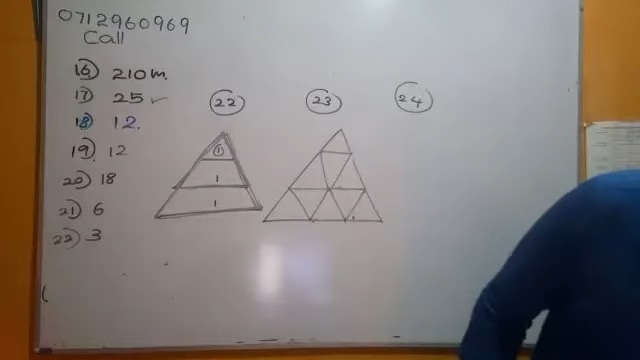 0712960969
Call
16) 210 m.
17) 25 ✓
18) 12.
19) 12
20) 18
21) 6
22) 3
22 23 24
1
1
1